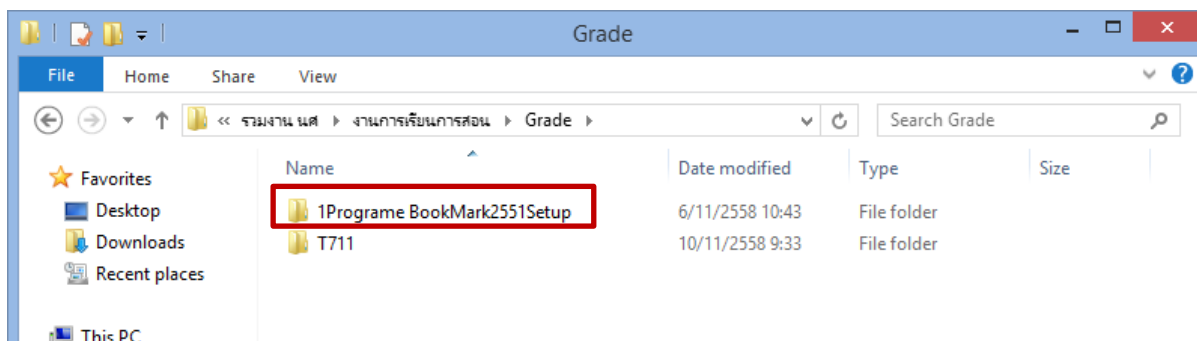 Grade
File Home Share View
« รวมงาน นศ งานการเรียนการสอน Grade Search Grade
Name Date modified Type Size
Favorites
Desktop 1Programe BookMark2551Setup 6/11/2558 10:43 File folder
Downloads T711 10/11/2558 9:33 File folder
Recent places
This PC